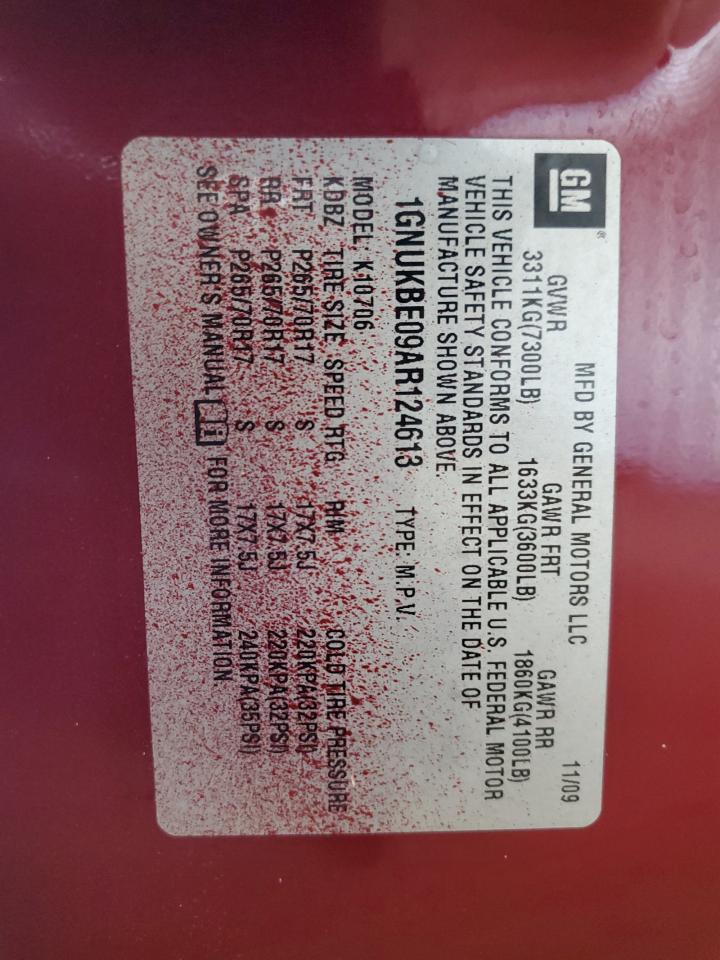 GM®
MFD BY GENERAL MOTORS LLC 11/09
GVWR GAWR FRT GAWR RR
3311KG(7300LB) 1633KG(3600LB) 1860KG(4100LB)
THIS VEHICLE CONFORMS TO ALL APPLICABLE U.S. FEDERAL MOTOR
VEHICLE SAFETY STANDARDS IN EFFECT ON THE DATE OF
MANUFACTURE SHOWN ABOVE.
1GNUKBE09AR124613 TYPE: M.P.V.
MODEL: K10706
KDBZ TIRE SIZE SPEED RTG RIM COLD TIRE PRESSURE
FRT P265/70R17 S 17X7.5J 220KPA(32PSI)
RR P265/70R17 S 17X7.5J 220KPA(32PSI)
SPA P265/70R17 S 17X7.5J 240KPA(35PSI)
SEE OWNER'S MANUAL FOR MORE INFORMATION